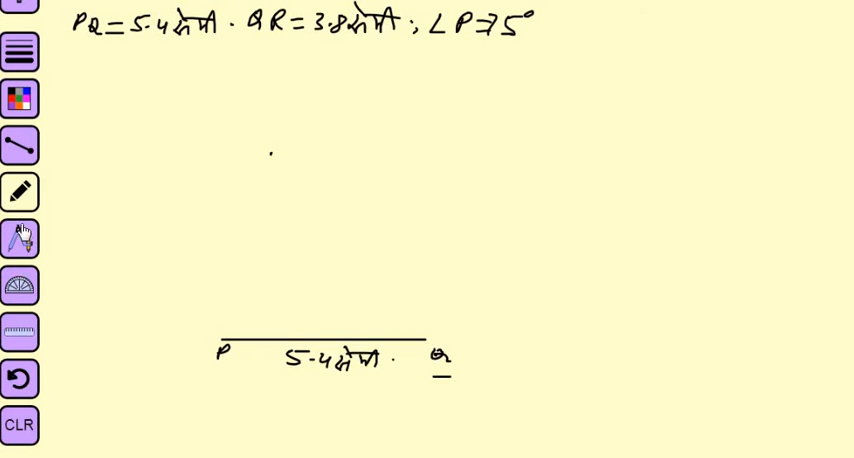 PQ = 5.4 सेमी . QR = 3.8 सेमी ; ∠P = 75°
P 5.4 सेमी . Q
CLR